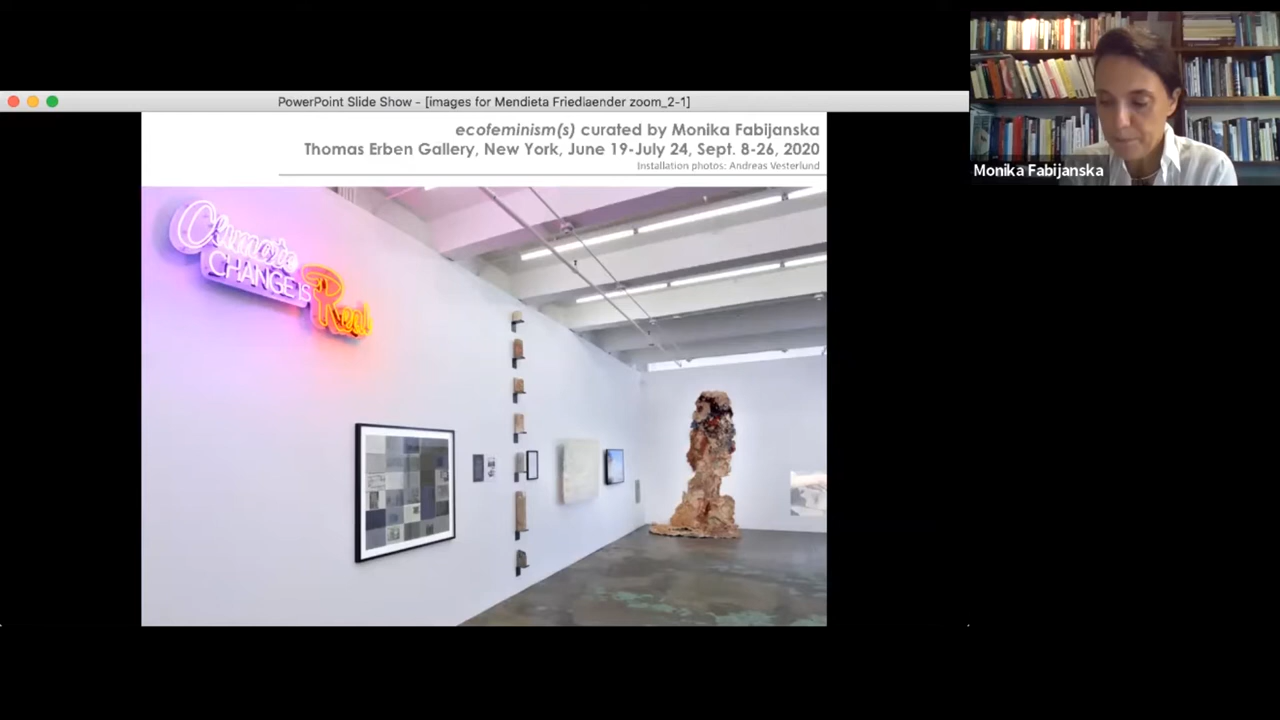 PowerPoint Slide Show - [images for Mendieta Friedlaender zoom_2-1]
ecofeminism(s) curated by Monika Fabijanska
Thomas Erben Gallery, New York, June 19-July 24, Sept. 8-26, 2020
Installation photos: Andreas Vesterlund
Climate
CHANGE IS
Real
Monika Fabijanska